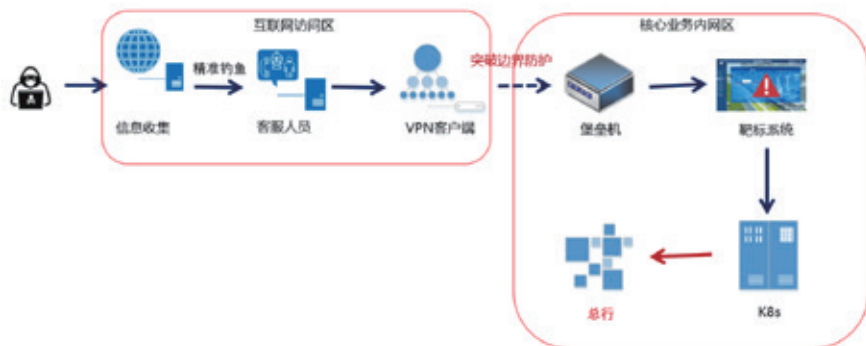 互联网访问区
核心业务内网区
精准钓鱼
突破边界防护
信息收集
客服人员
VPN客户端
堡垒机
靶标系统
总行
K8s